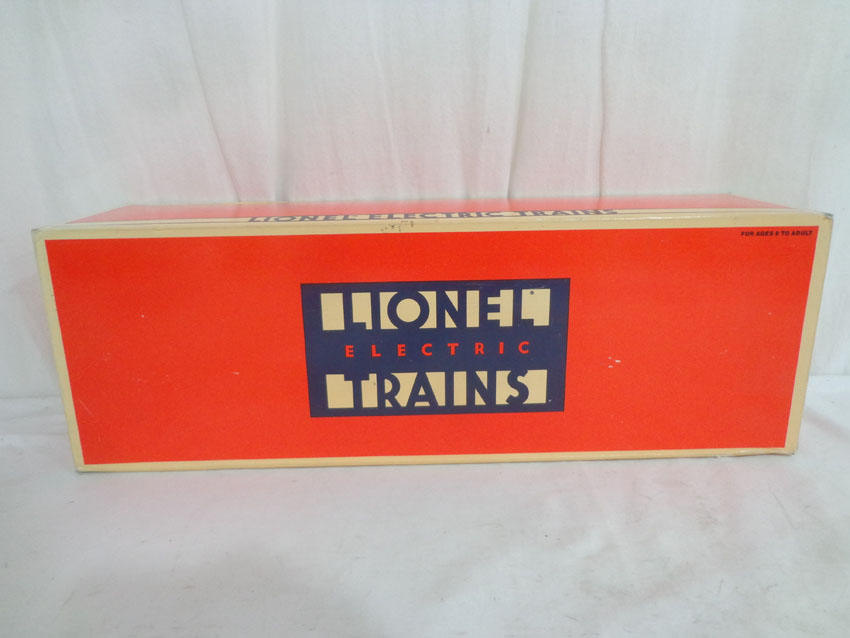 LIONEL ELECTRIC TRAINS
FOR AGES 8 TO ADULT
LIONEL
ELECTRIC
TRAINS